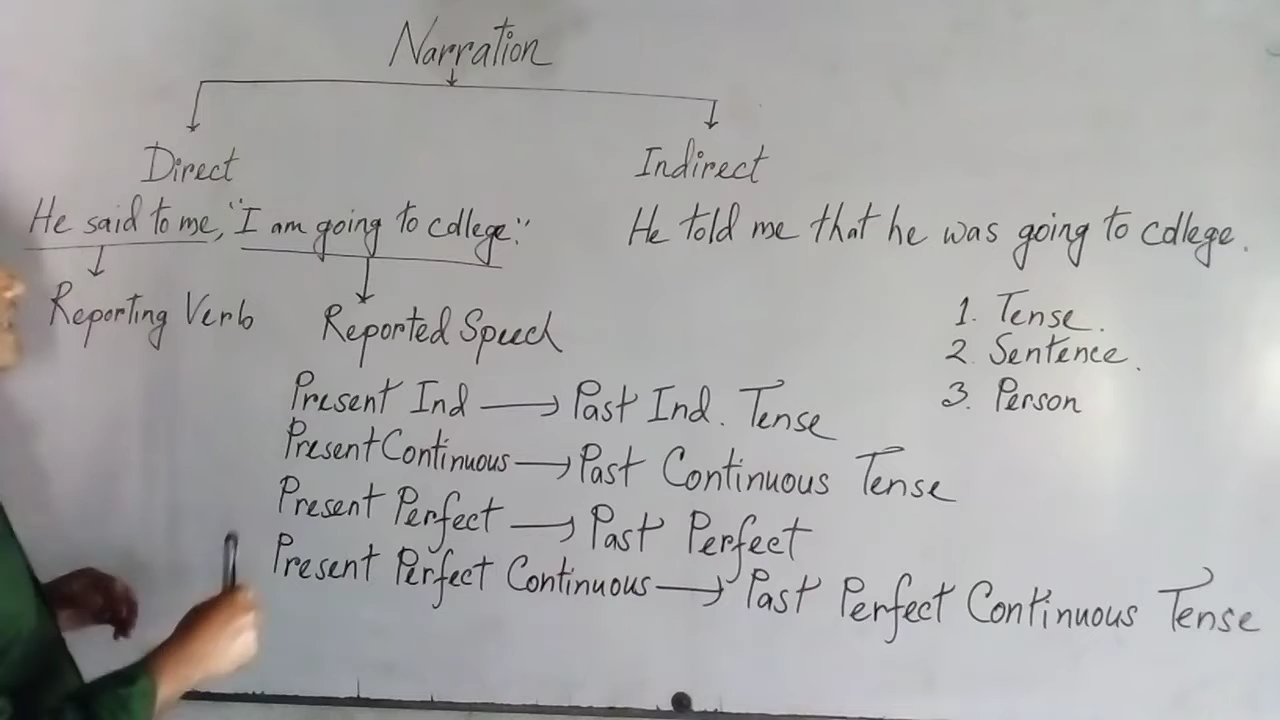 Narration
Direct
Indirect
He said to me, "I am going to college."
He told me that he was going to college.
Reporting Verb
Reported Speech
1. Tense.
2. Sentence.
3. Person
Present Ind → Past Ind. Tense
Present Continuous → Past Continuous Tense
Present Perfect → Past Perfect
Present Perfect Continuous → Past Perfect Continuous Tense